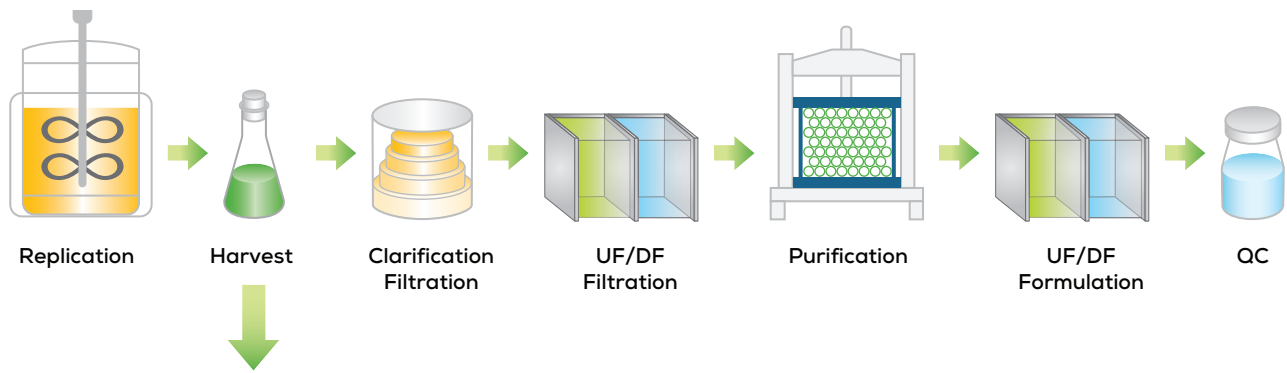 Replication
Harvest
Clarification
Filtration
UF/DF
Filtration
Purification
UF/DF
Formulation
QC